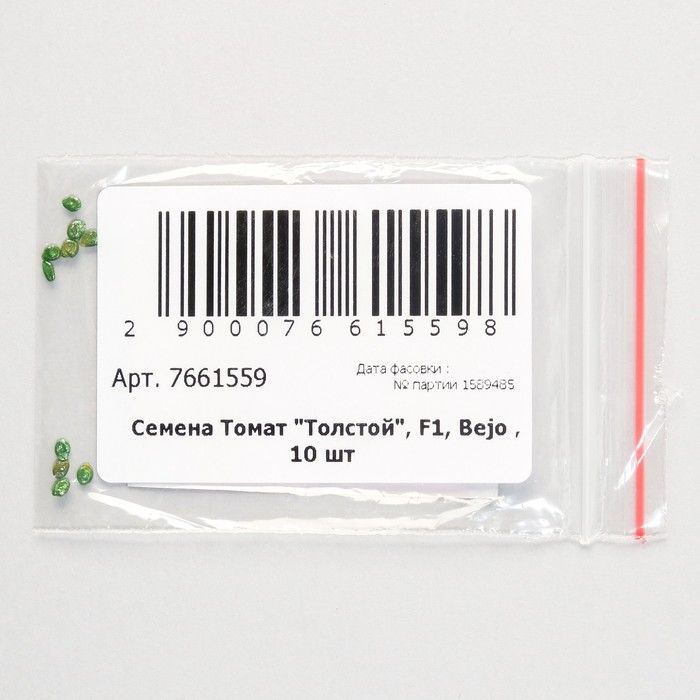 2 900076 615598
Арт. 7661559
Дата фасовки :
№ партии 1589485
Семена Томат "Толстой", F1, Bejo ,
10 шт